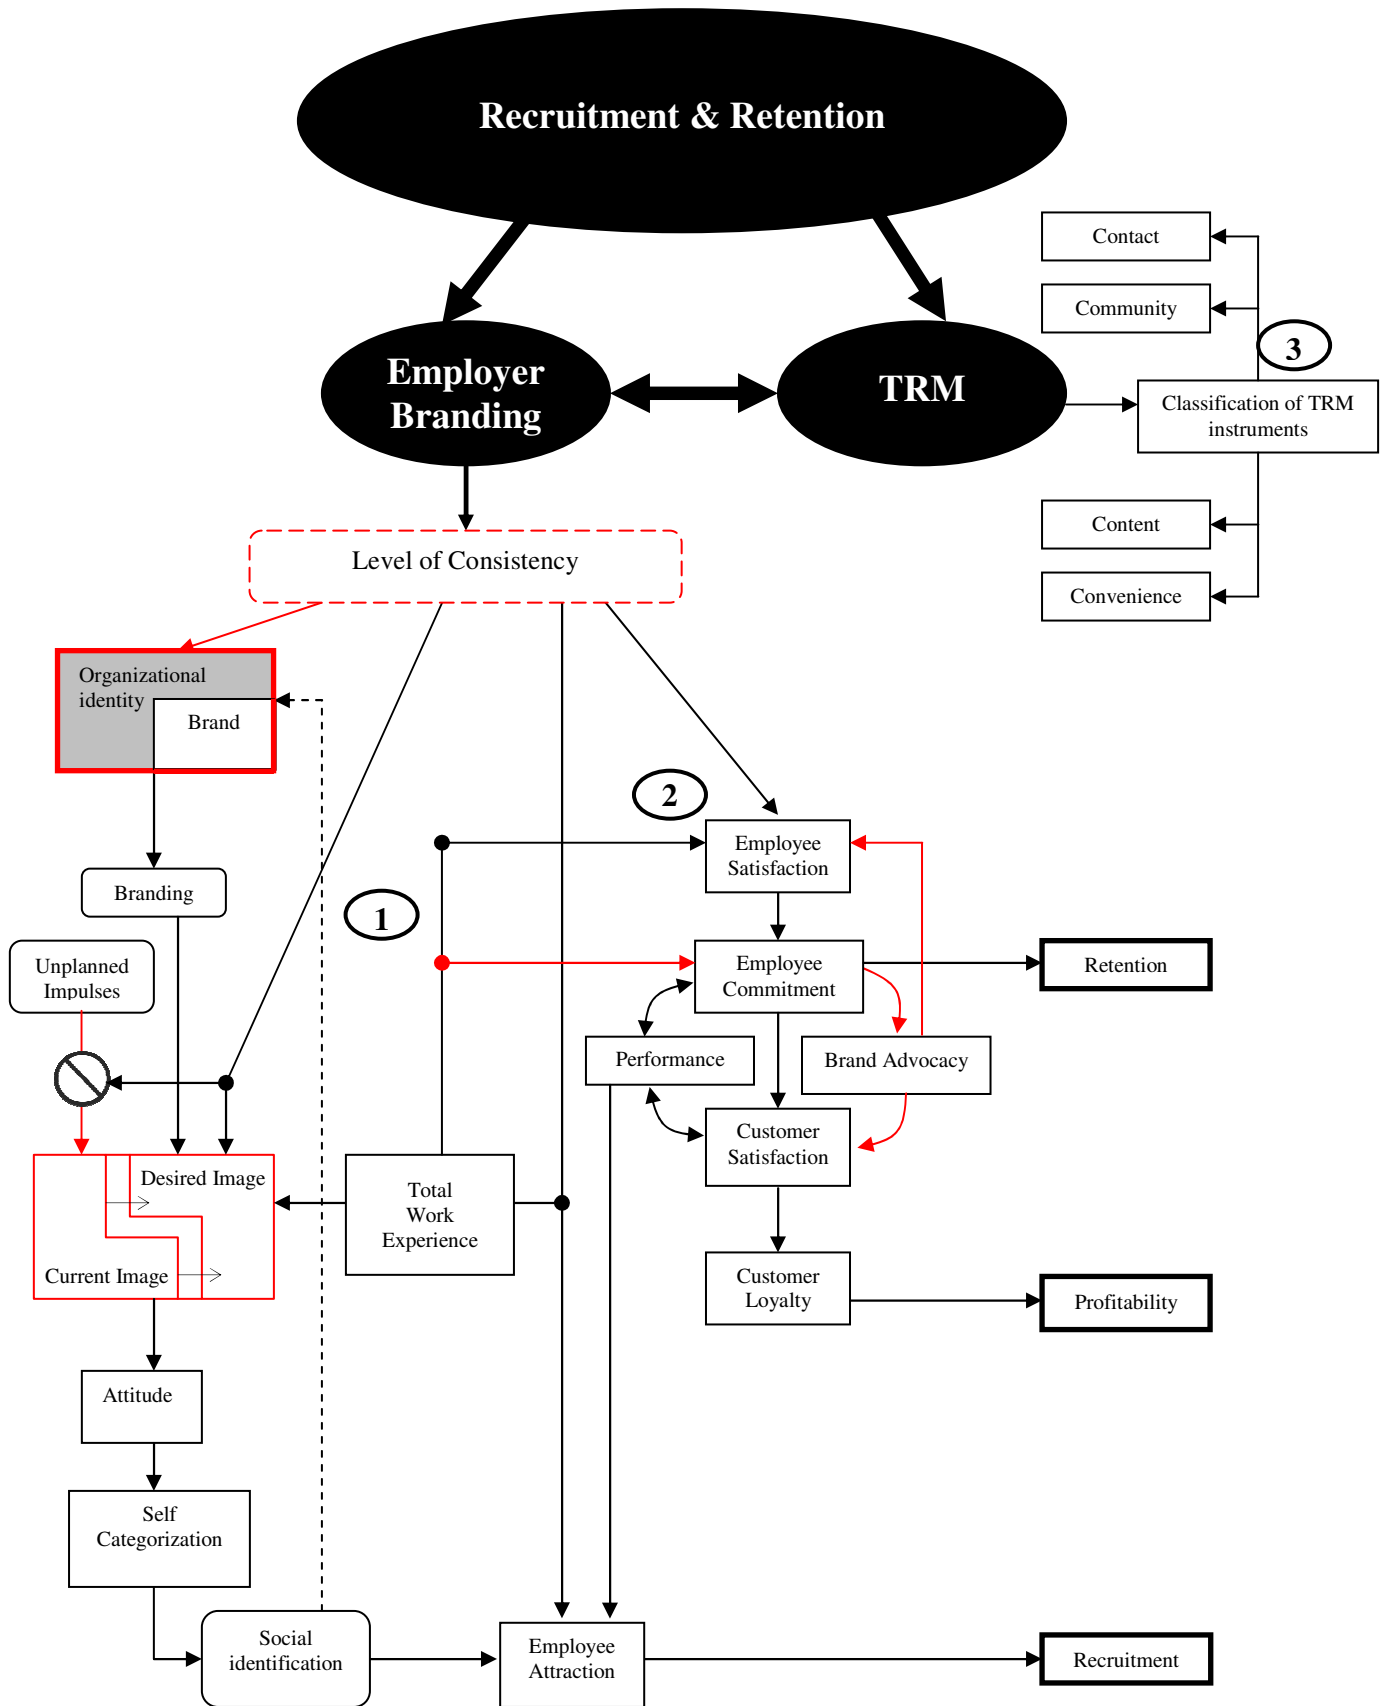 Recruitment & Retention
Contact
Community
3
Employer
Branding
TRM
Classification of TRM
instruments
Content
Convenience
Level of Consistency
Organizational
identity
Brand
2
Employee
Satisfaction
Branding
1
Unplanned
Impulses
Employee
Commitment
Retention
Performance
Brand Advocacy
Customer
Satisfaction
Desired Image
Current Image
Total
Work
Experience
Customer
Loyalty
Profitability
Attitude
Self
Categorization
Social
identification
Employee
Attraction
Recruitment